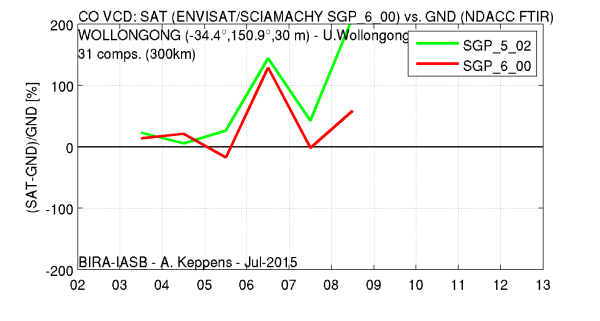 CO VCD: SAT (ENVISAT/SCIAMACHY SGP_6_00) vs. GND (NDACC FTIR)
WOLLONGONG (-34.4°,150.9°,30 m) - U.Wollongong
31 comps. (300km)
SGP_5_02
SGP_6_00
(SAT-GND)/GND [%]
200
100
0
-100
-200
BIRA-IASB - A. Keppens - Jul-2015
02 03 04 05 06 07 08 09 10 11 12 13